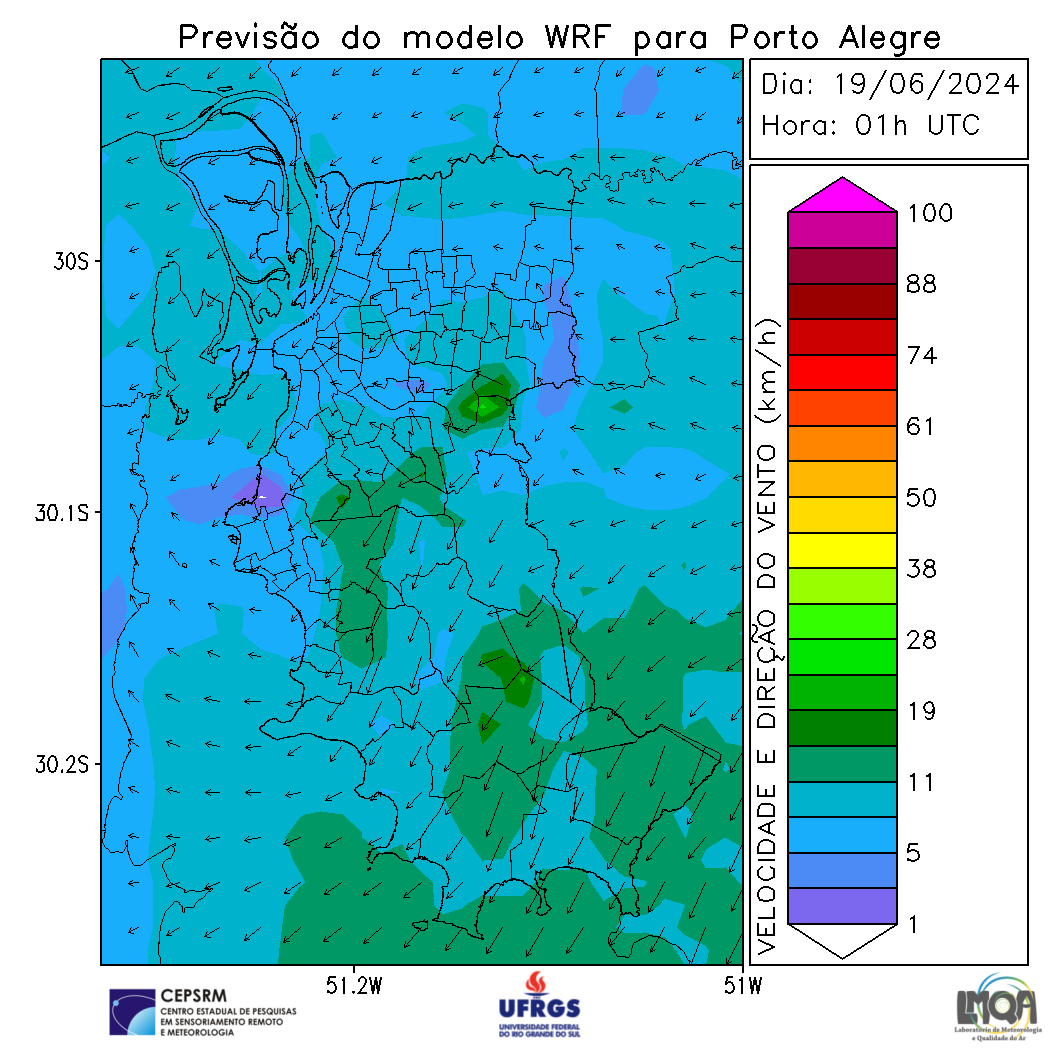 Previsão do modelo WRF para Porto Alegre
Dia: 19/06/2024
Hora: 01h UTC
30S
30.1S
30.2S
51.2W
51W
VELOCIDADE E DIREÇÃO DO VENTO (km/h)
100
88
74
61
50
38
28
19
11
5
1
CEPSRM
CENTRO ESTADUAL DE PESQUISAS
EM SENSORIAMENTO REMOTO
E METEOROLOGIA
UFRGS
UNIVERSIDADE FEDERAL
DO RIO GRANDE DO SUL
LMQA
Laboratório de Meteorologia
e Qualidade do Ar